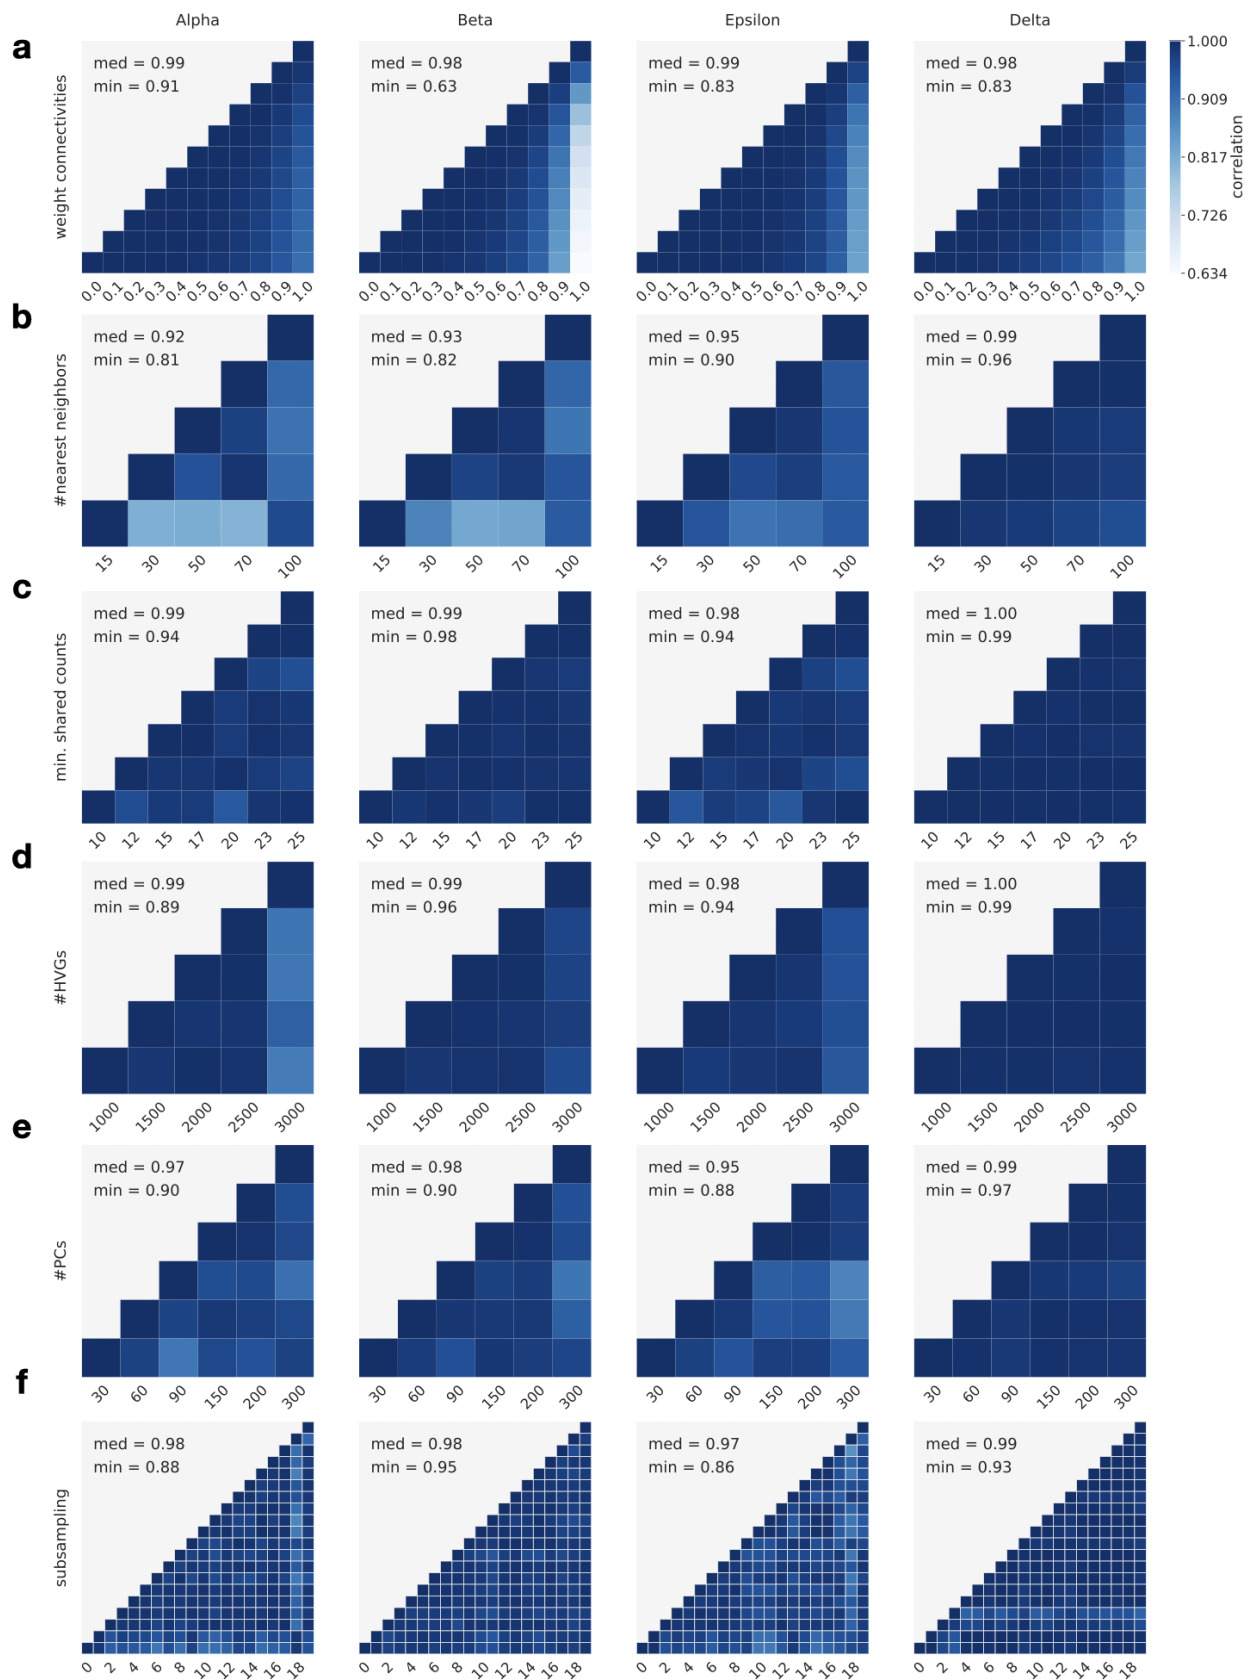 Alpha Beta Epsilon Delta
a
weight connectivities
med = 0.99 med = 0.98 med = 0.99 med = 0.98
min = 0.91 min = 0.63 min = 0.83 min = 0.83
1.000
0.909
0.817
0.726
0.634
correlation
0.0 0.1 0.2 0.3 0.4 0.5 0.6 0.7 0.8 0.9 1.0 0.0 0.1 0.2 0.3 0.4 0.5 0.6 0.7 0.8 0.9 1.0 0.0 0.1 0.2 0.3 0.4 0.5 0.6 0.7 0.8 0.9 1.0 0.0 0.1 0.2 0.3 0.4 0.5 0.6 0.7 0.8 0.9 1.0
b
#nearest neighbors
med = 0.92 med = 0.93 med = 0.95 med = 0.99
min = 0.81 min = 0.82 min = 0.90 min = 0.96
15 30 50 70 100 15 30 50 70 100 15 30 50 70 100 15 30 50 70 100
c
min. shared counts
med = 0.99 med = 0.99 med = 0.98 med = 1.00
min = 0.94 min = 0.98 min = 0.94 min = 0.99
10 12 15 17 20 23 25 10 12 15 17 20 23 25 10 12 15 17 20 23 25 10 12 15 17 20 23 25
d
#HVGs
med = 0.99 med = 0.99 med = 0.98 med = 1.00
min = 0.89 min = 0.96 min = 0.94 min = 0.99
1000 1500 2000 2500 3000 1000 1500 2000 2500 3000 1000 1500 2000 2500 3000 1000 1500 2000 2500 3000
e
#PCs
med = 0.97 med = 0.98 med = 0.95 med = 0.99
min = 0.90 min = 0.90 min = 0.88 min = 0.97
30 60 90 150 200 300 30 60 90 150 200 300 30 60 90 150 200 300 30 60 90 150 200 300
f
subsampling
med = 0.98 med = 0.98 med = 0.97 med = 0.99
min = 0.88 min = 0.95 min = 0.86 min = 0.93
0 2 4 6 8 10 12 14 16 18 0 2 4 6 8 10 12 14 16 18 0 2 4 6 8 10 12 14 16 18 0 2 4 6 8 10 12 14 16 18